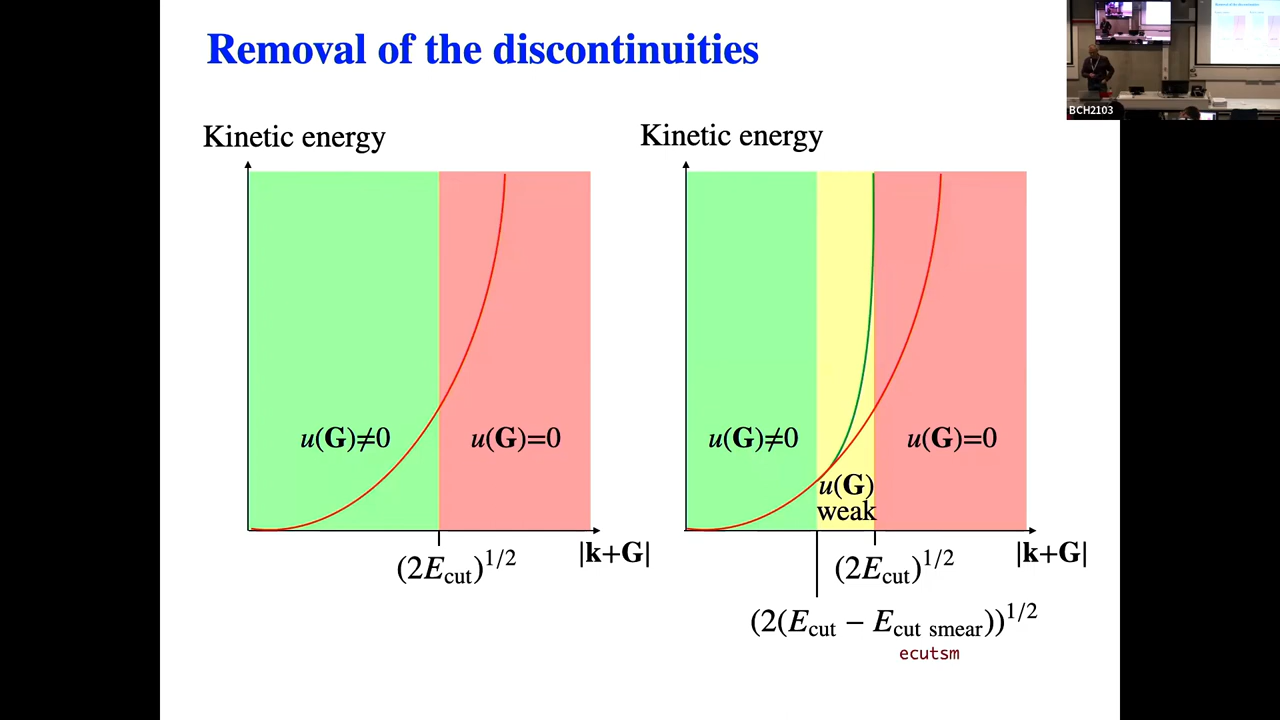 Removal of the discontinuities
BCH2103
Kinetic energy
u(G)≠0
u(G)=0
(2E_cut)^1/2
|k+G|
Kinetic energy
u(G)≠0
u(G)
weak
u(G)=0
(2E_cut)^1/2
|k+G|
(2(E_cut − E_cut smear))^1/2
ecutsm